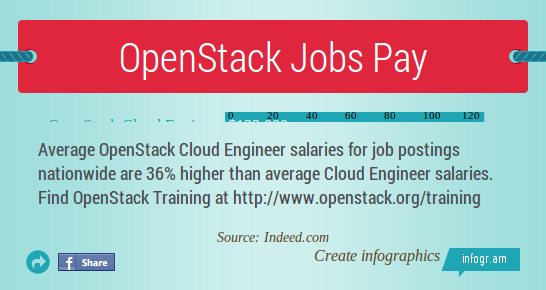 OpenStack Jobs Pay
0 20 40 60 80 100 120
Average OpenStack Cloud Engineer salaries for job postings
nationwide are 36% higher than average Cloud Engineer salaries.
Find OpenStack Training at http://www.openstack.org/training
Source: Indeed.com
Create infographics infogr.am
Share